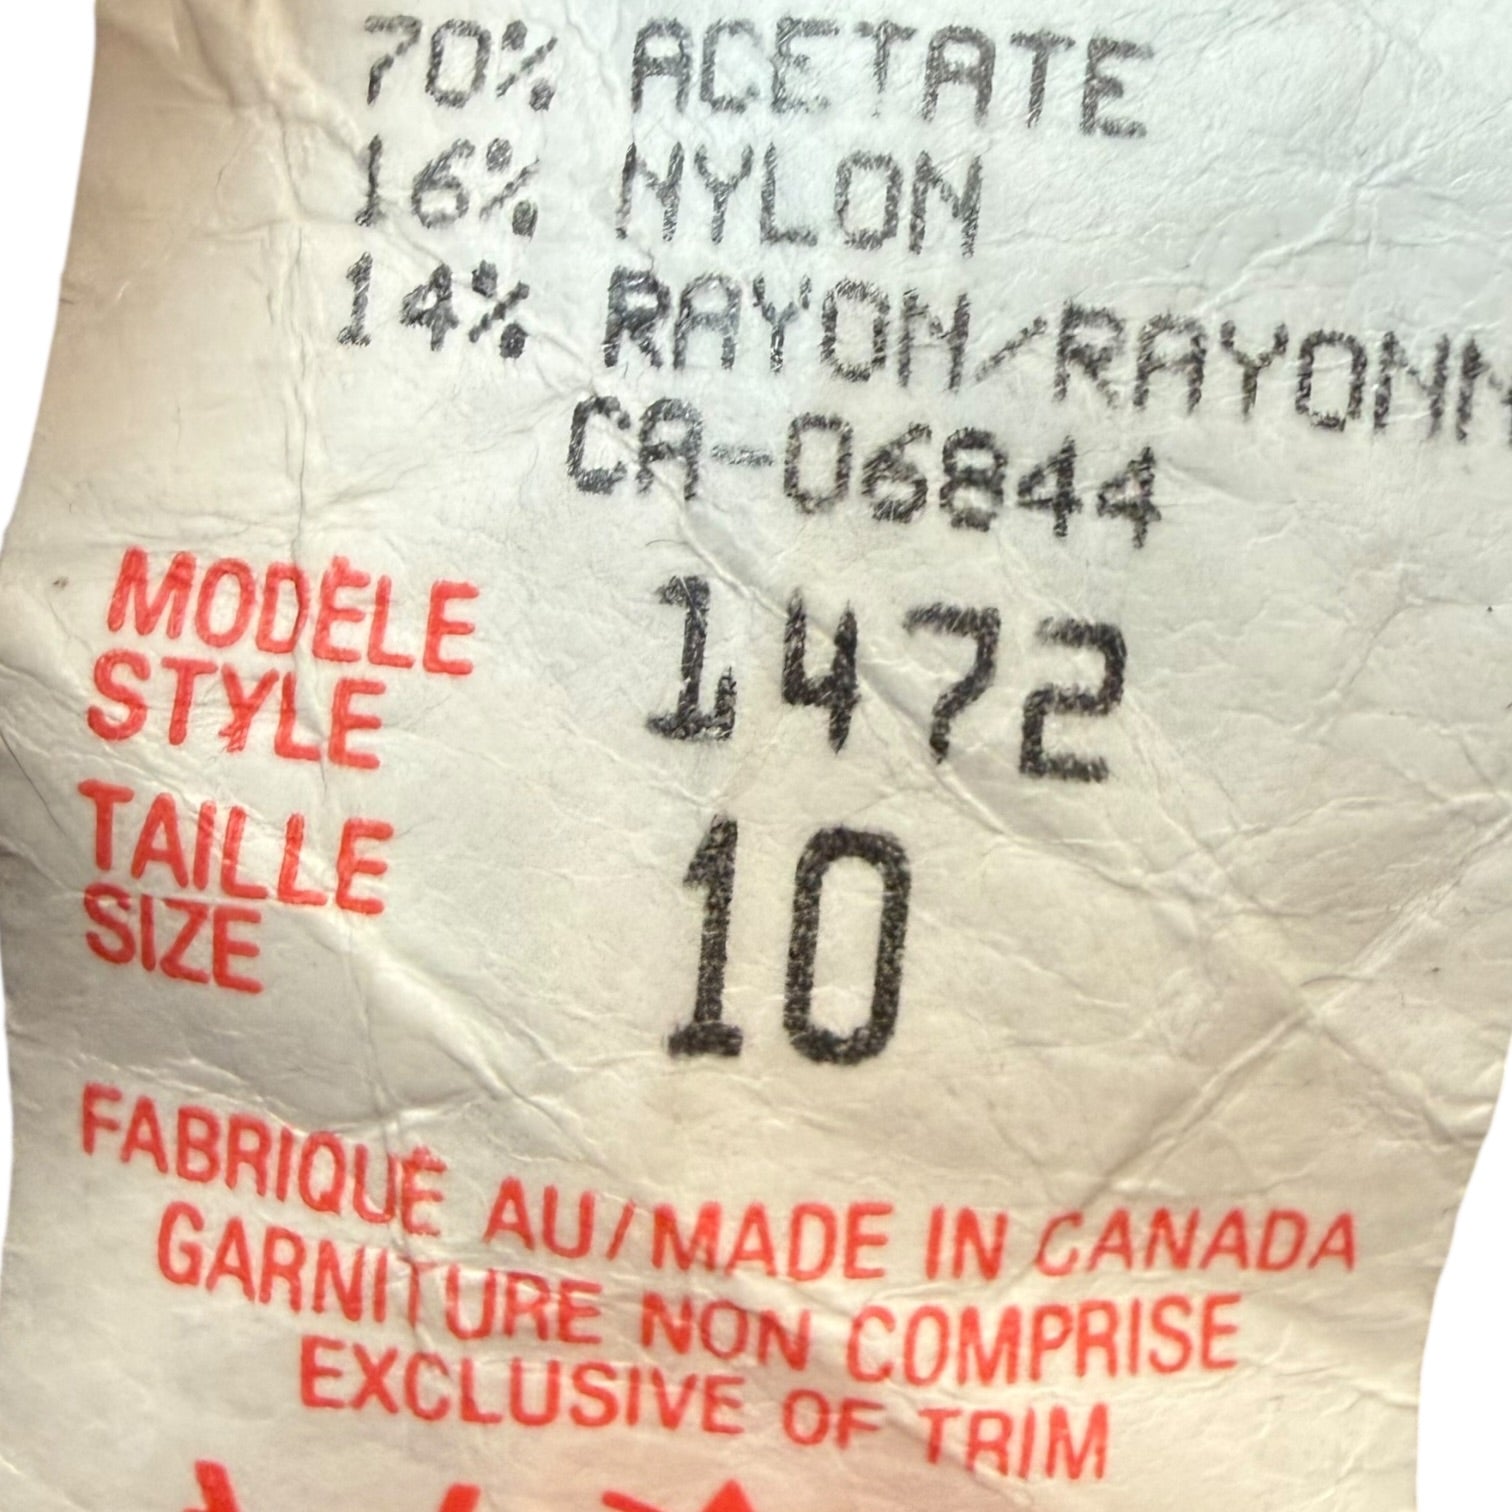 70% ACETATE
16% NYLON
14% RAYON/RAYONN
CA-06844
MODÈLE
STYLE
1472
TAILLE
SIZE
10
FABRIQUÉ AU/MADE IN CANADA
GARNITURE NON COMPRISE
EXCLUSIVE OF TRIM